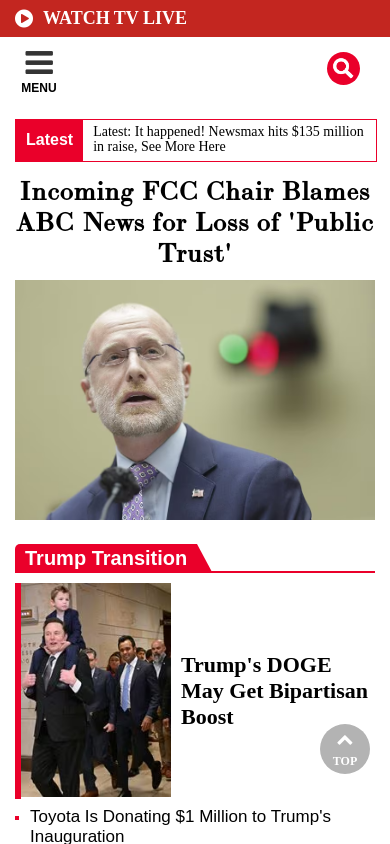 WATCH TV LIVE
MENU
Latest
Latest: It happened! Newsmax hits $135 million
in raise, See More Here
Incoming FCC Chair Blames
ABC News for Loss of 'Public
Trust'
Trump Transition
Trump's DOGE
May Get Bipartisan
Boost
TOP
Toyota Is Donating $1 Million to Trump's
Inauguration